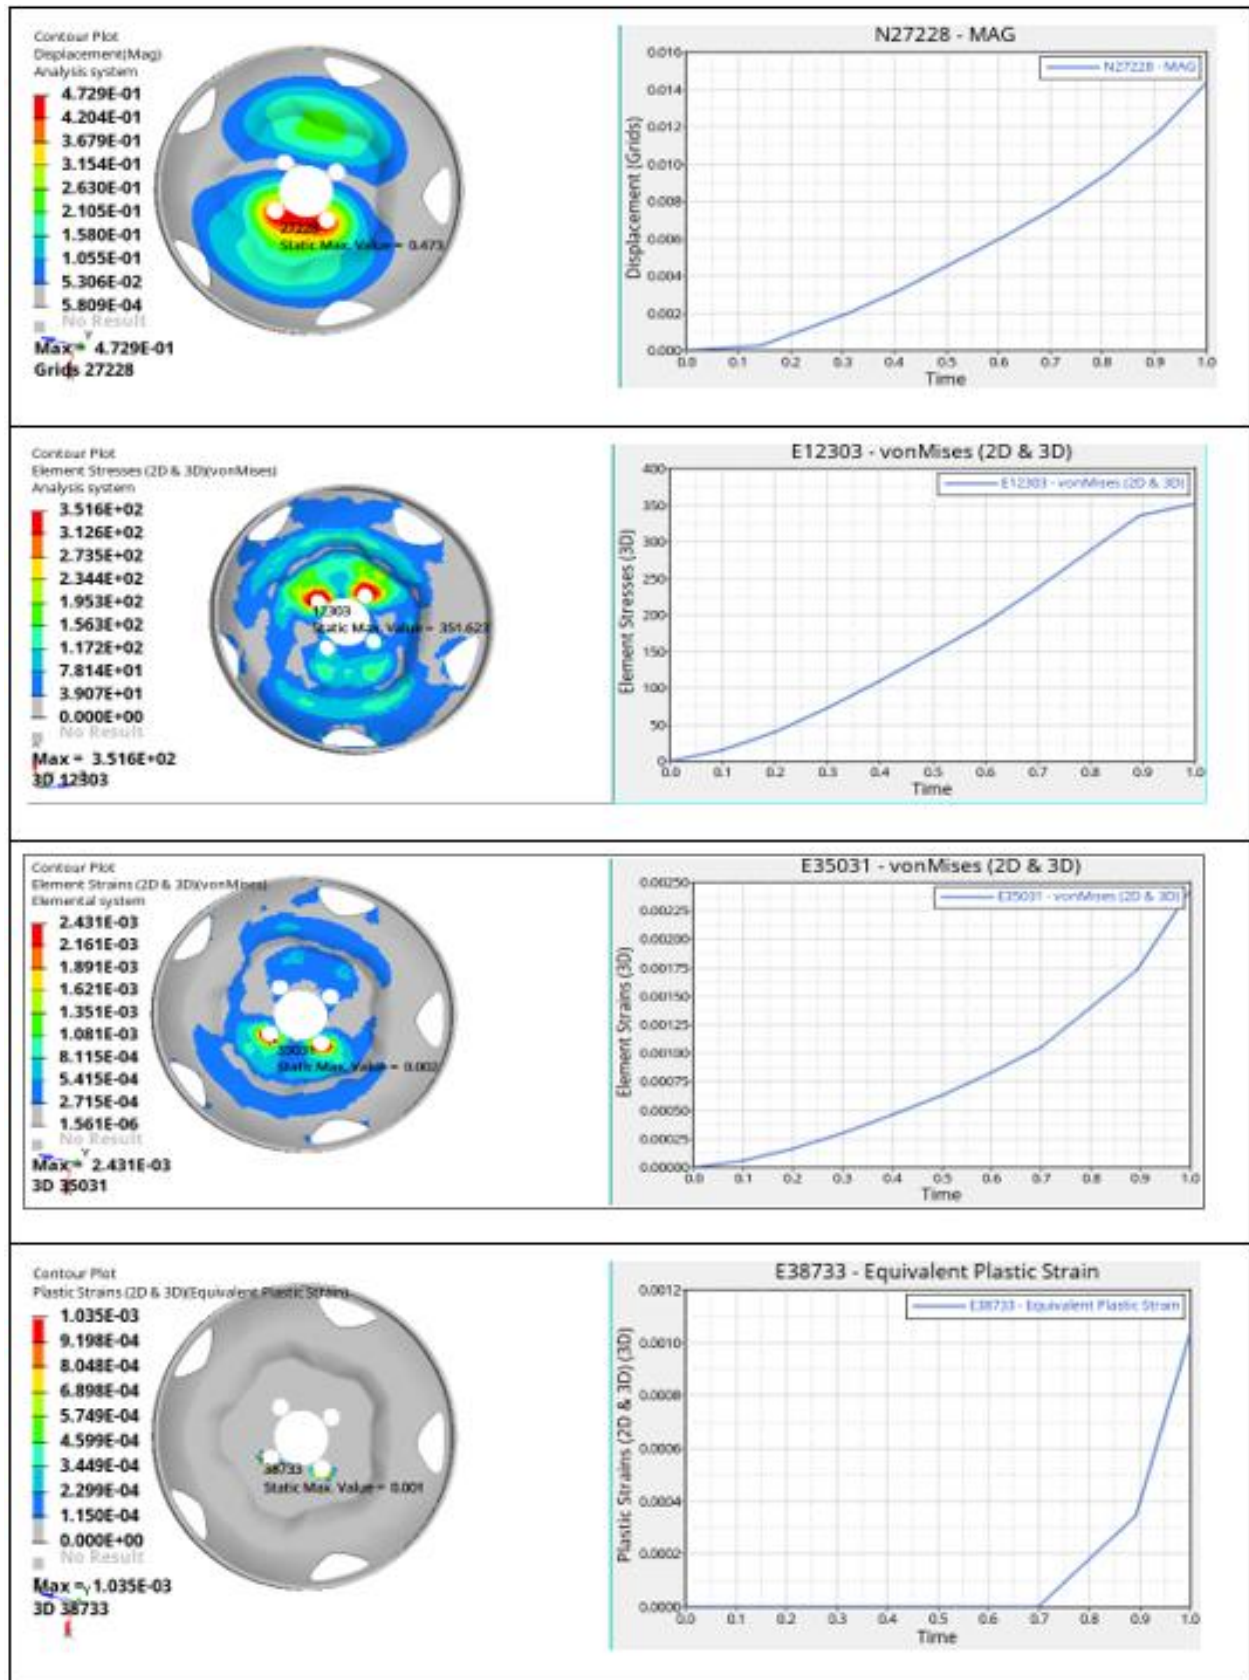 Contour Plot
Displacement(Mag)
Analysis system
4.729E-01
4.204E-01
3.679E-01
3.154E-01
2.630E-01
2.105E-01
1.580E-01
1.055E-01
5.306E-02
5.809E-04
No Result
Max = 4.729E-01
Grids 27228
27228
Static Max. Value = 0.473
Y
N27228 - MAG
N27228 - MAG
Displacement (Grids)
0.016
0.014
0.012
0.010
0.008
0.006
0.004
0.002
0.000
0.0 0.1 0.2 0.3 0.4 0.5 0.6 0.7 0.8 0.9 1.0
Time
Contour Plot
Element Stresses (2D & 3D)(vonMises)
Analysis system
3.516E+02
3.126E+02
2.735E+02
2.344E+02
1.953E+02
1.563E+02
1.172E+02
7.814E+01
3.907E+01
0.000E+00
No Result
Max = 3.516E+02
3D 12303
12303
Static Max. Value = 351.623
E12303 - vonMises (2D & 3D)
E12303 - vonMises (2D & 3D)
Element Stresses (3D)
400
350
300
250
200
150
100
50
0
0.0 0.1 0.2 0.3 0.4 0.5 0.6 0.7 0.8 0.9 1.0
Time
Contour Plot
Element Strains (2D & 3D)(vonMises)
Elemental system
2.431E-03
2.161E-03
1.891E-03
1.621E-03
1.351E-03
1.081E-03
8.115E-04
5.415E-04
2.715E-04
1.561E-06
No Result
Max = 2.431E-03
3D 35031
35031
Static Max. Value = 0.002
Y
E35031 - vonMises (2D & 3D)
E35031 - vonMises (2D & 3D)
Element Strains (3D)
0.00250
0.00225
0.00200
0.00175
0.00150
0.00125
0.00100
0.00075
0.00050
0.00025
0.00000
0.0 0.1 0.2 0.3 0.4 0.5 0.6 0.7 0.8 0.9 1.0
Time
Contour Plot
Plastic Strains (2D & 3D)(Equivalent Plastic Strain)
1.035E-03
9.198E-04
8.048E-04
6.898E-04
5.749E-04
4.599E-04
3.449E-04
2.299E-04
1.150E-04
0.000E+00
No Result
Max = 1.035E-03
3D 38733
38733
Static Max. Value = 0.001
Y
E38733 - Equivalent Plastic Strain
E38733 - Equivalent Plastic Strain
Plastic Strains (2D & 3D) (3D)
0.0012
0.0010
0.0008
0.0006
0.0004
0.0002
0.0000
0.0 0.1 0.2 0.3 0.4 0.5 0.6 0.7 0.8 0.9 1.0
Time